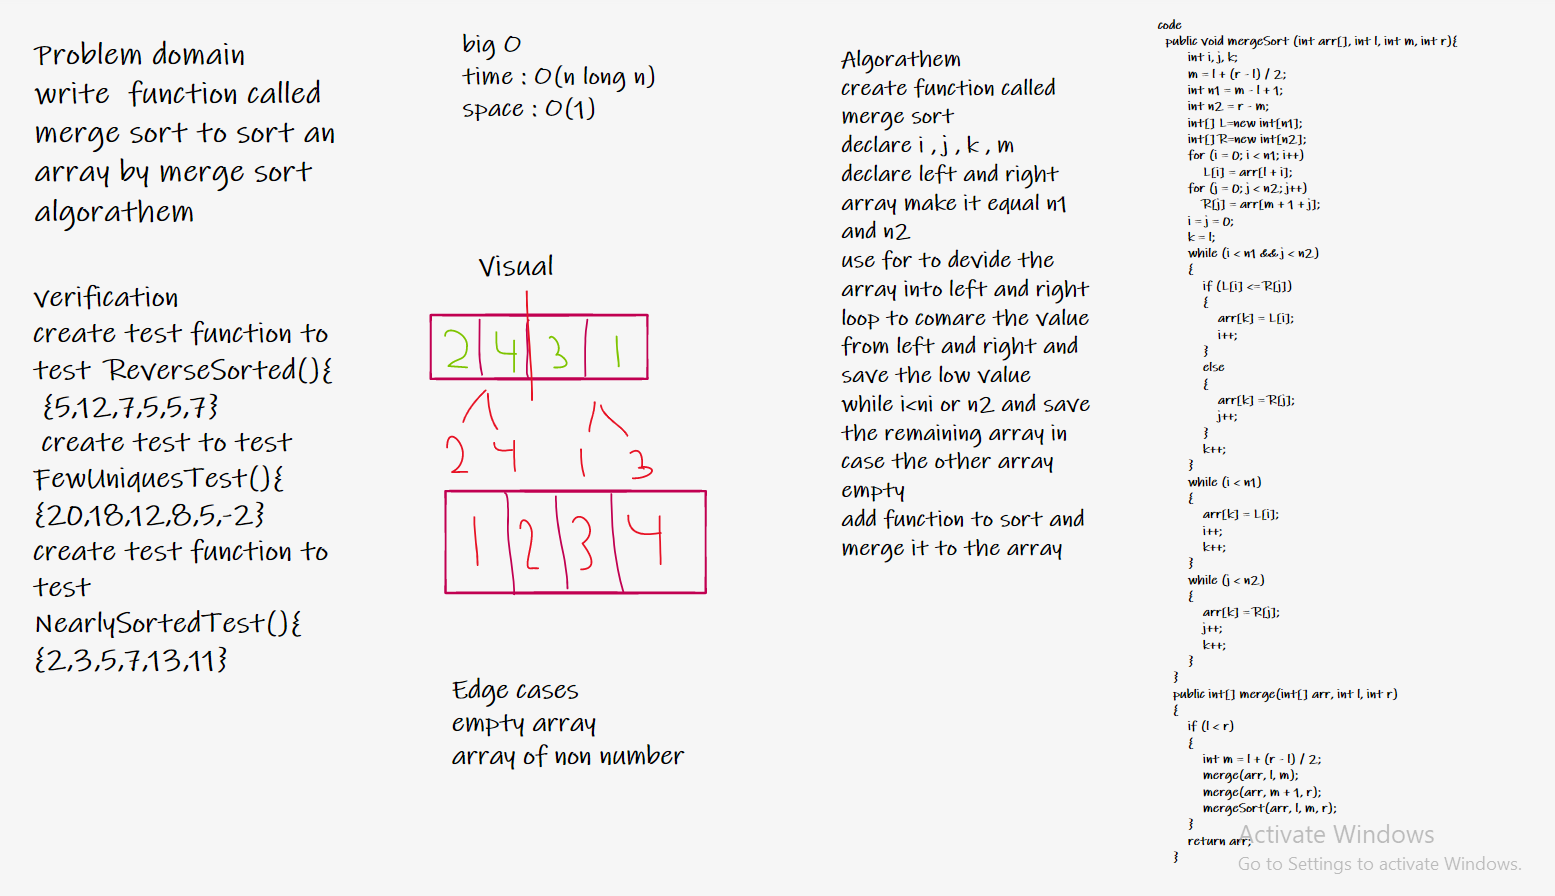 Problem domain
write function called
merge sort to sort an
array by merge sort
algorathem
verification
create test function to
test ReverseSorted(){
{5,12,7,5,5,7}
create test to test
FewUniquesTest(){
{20,18,12,8,5,-2}
create test function to
test
NearlySortedTest(){
{2,3,5,7,13,11}
big O
time : O(n long n)
space : O(1)
Visual
2 4 3 1
2 4 1 3
1 2 3 4
Edge cases
empty array
array of non number
Algorathem
create function called
merge sort
declare i , j , k , m
declare left and right
array make it equal n1
and n2
use for to devide the
array into left and right
loop to comare the value
from left and right and
save the low value
while i<ni or n2 and save
the remaining array in
case the other array
empty
add function to sort and
merge it to the array
code
public void mergeSort (int arr[], int l, int m, int r){
int i, j, k;
m = l + (r - l) / 2;
int n1 = m - l + 1;
int n2 = r - m;
int[] L=new int[n1];
int[] R=new int[n2];
for (i = 0; i < n1; i++)
L[i] = arr[l + i];
for (j = 0; j < n2; j++)
R[j] = arr[m + 1 + j];
i = j = 0;
k = l;
while (i < n1 && j < n2)
{
if (L[i] <= R[j])
{
arr[k] = L[i];
i++;
}
else
{
arr[k] = R[j];
j++;
}
k++;
}
while (i < n1)
{
arr[k] = L[i];
i++;
k++;
}
while (j < n2)
{
arr[k] = R[j];
j++;
k++;
}
}
public int[] merge(int[] arr, int l, int r)
{
if (l < r)
{
int m = l + (r - l) / 2;
merge(arr, l, m);
merge(arr, m + 1, r);
mergeSort(arr, l, m, r);
}
return arr;
}
Activate Windows
Go to Settings to activate Windows.